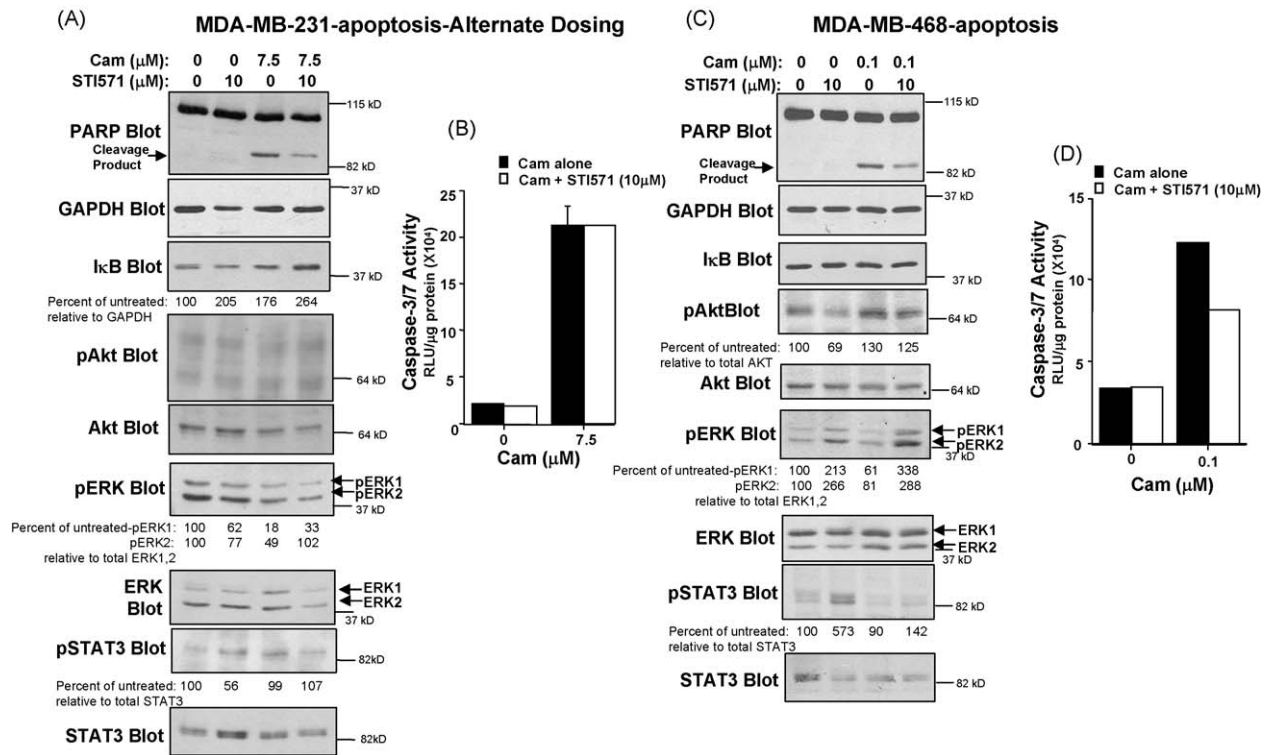 (A)
MDA-MB-231-apoptosis-Alternate Dosing
Cam (μM): 0 0 7.5 7.5
STI571 (μM) 0 10 0 10
115 kD
PARP Blot
Cleavage
Product
82 kD
37 kD
GAPDH Blot
IκB Blot
37 kD
Percent of untreated: 100 205 176 264
relative to GAPDH
pAkt Blot
64 kD
Akt Blot
64 kD
pERK Blot
pERK1
pERK2
37 kD
Percent of untreated-pERK1: 100 62 18 33
pERK2: 100 77 49 102
relative to total ERK1,2
ERK
Blot
ERK1
ERK2
37 kD
pSTAT3 Blot
82kD
Percent of untreated: 100 56 99 107
relative to total STAT3
STAT3 Blot
82kD
(B)
Cam alone
Cam + STI571 (10μM)
Caspase-3/7 Activity
RLU/μg protein (X10⁴)
25
20
15
10
5
0
0 7.5
Cam (μM)
(C)
MDA-MB-468-apoptosis
Cam (μM): 0 0 0.1 0.1
STI571 (μM) 0 10 0 10
115 kD
PARP Blot
Cleavage
Product
82 kD
37 kD
GAPDH Blot
IκB Blot
37 kD
pAktBlot
64 kD
Percent of untreated: 100 69 130 125
relative to total AKT
Akt Blot
64 kD
pERK Blot
pERK1
pERK2
37 kD
Percent of untreated-pERK1: 100 213 61 338
pERK2: 100 266 81 288
relative to total ERK1,2
ERK Blot
ERK1
ERK2
37 kD
pSTAT3 Blot
82 kD
Percent of untreated: 100 573 90 142
relative to total STAT3
STAT3 Blot
82 kD
(D)
Cam alone
Cam + STI571 (10μM)
Caspase-3/7 Activity
RLU/μg protein (X10⁴)
15
10
5
0
0 0.1
Cam (μM)